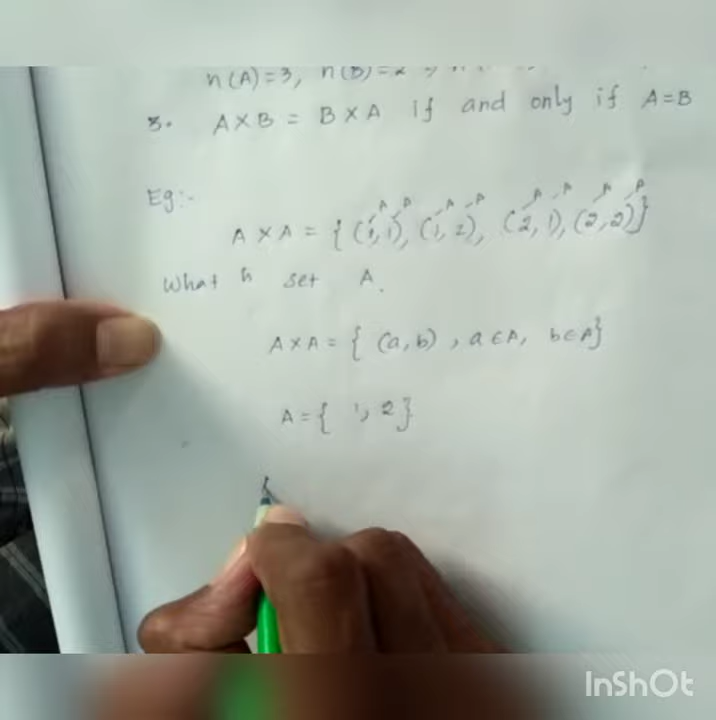 n(A)=3, n(B)=2
3. A×B = B×A if and only if A=B
Eg:-
A A A A A A A A
A×A = { (1,1), (1,2), (2,1), (2,2)}
What is set A.
A×A = { (a,b) , a∈A, b∈A}
A = { 1, 2}
InShOt